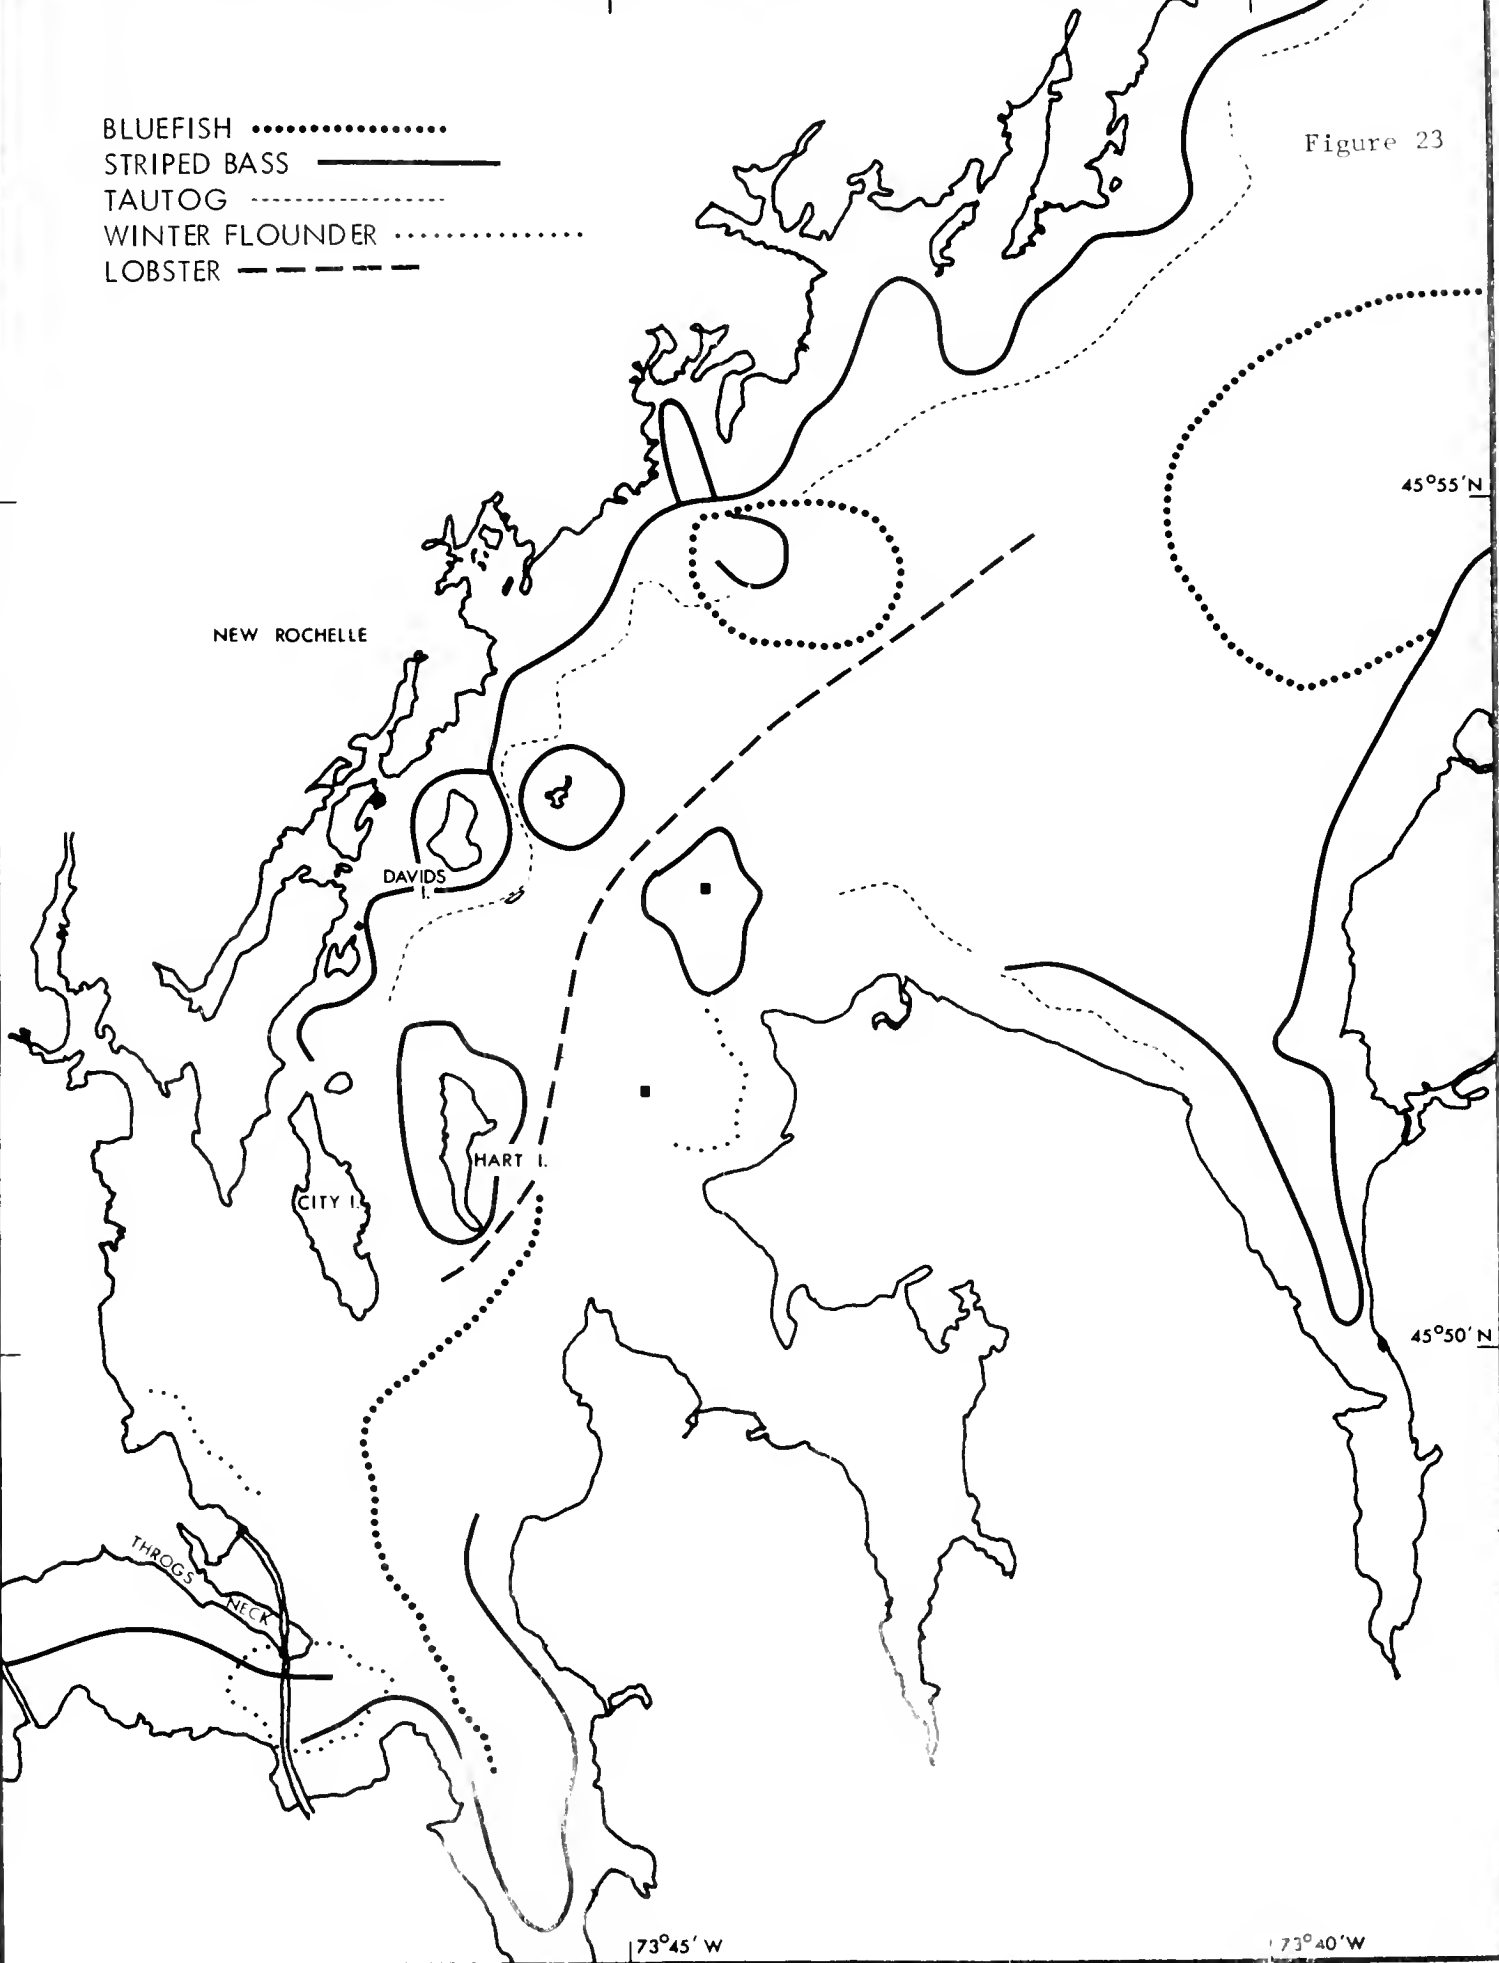 BLUEFISH
STRIPED BASS
TAUTOG
WINTER FLOUNDER
LOBSTER
Figure 23
45°55'N
NEW ROCHELLE
DAVIDS
I.
HART I.
CITY I.
45°50'N
THROGS
NECK
73°45'W
73°40'W